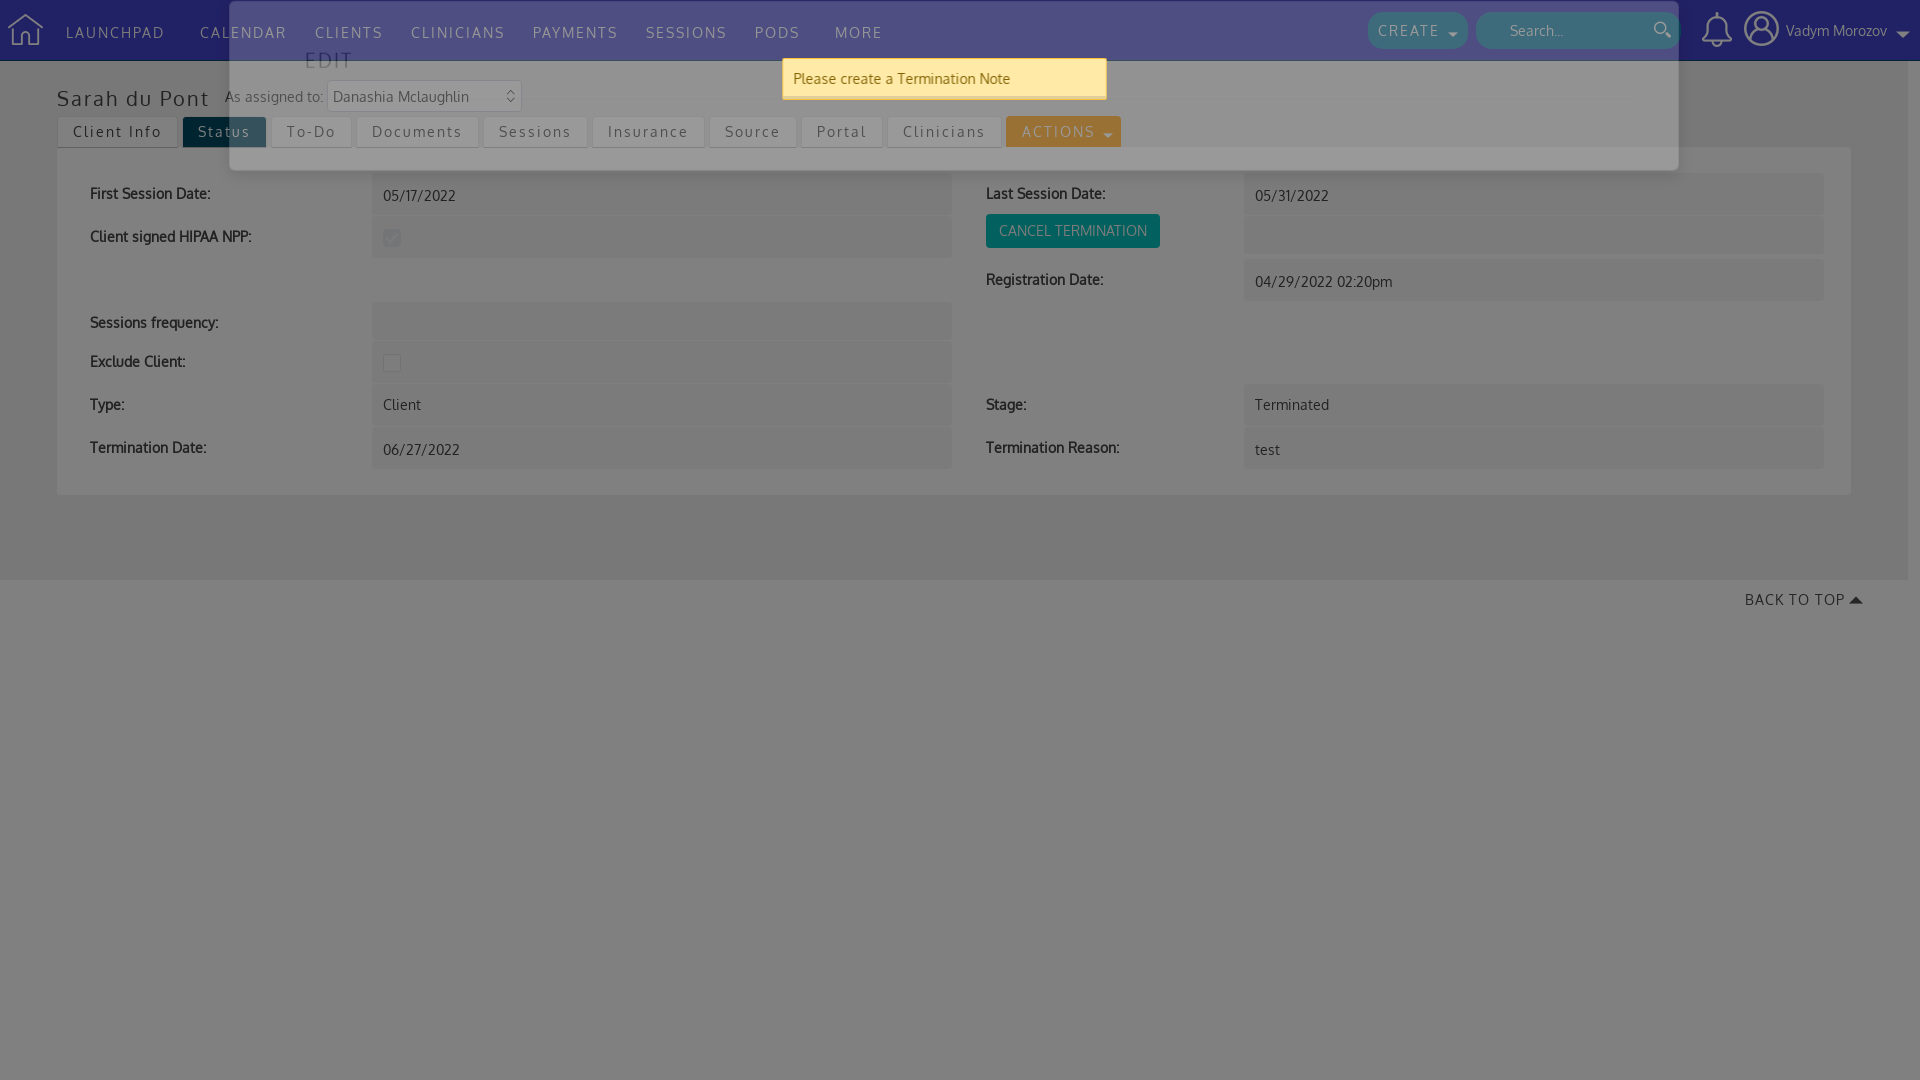 LAUNCHPAD CALENDAR CLIENTS CLINICIANS PAYMENTS SESSIONS PODS MORE CREATE Search... Vadym Morozov
EDIT
Please create a Termination Note
Sarah du Pont As assigned to: Danashia Mclaughlin
Client Info Status To-Do Documents Sessions Insurance Source Portal Clinicians ACTIONS
First Session Date: 05/17/2022 Last Session Date: 05/31/2022
Client signed HIPAA NPP: CANCEL TERMINATION
Registration Date: 04/29/2022 02:20pm
Sessions frequency:
Exclude Client:
Type: Client Stage: Terminated
Termination Date: 06/27/2022 Termination Reason: test
BACK TO TOP